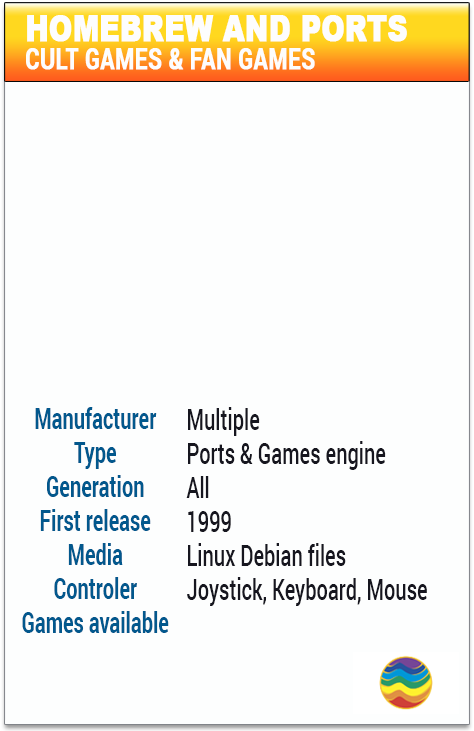 HOMEBREW AND PORTS
CULT GAMES & FAN GAMES
Manufacturer Multiple
Type Ports & Games engine
Generation All
First release 1999
Media Linux Debian files
Controler Joystick, Keyboard, Mouse
Games available